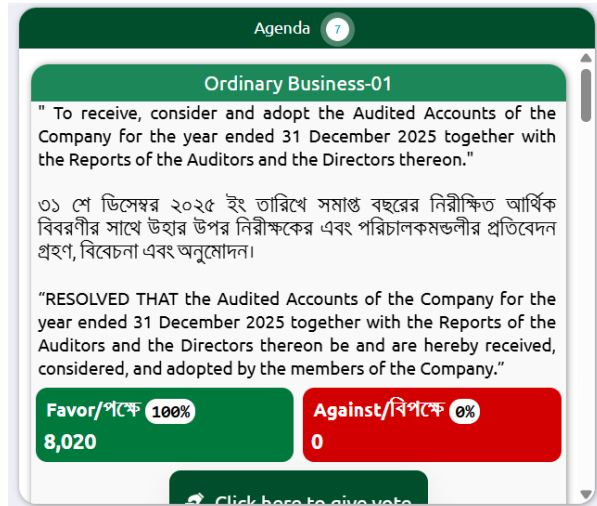 Agenda 7
Ordinary Business-01
" To receive, consider and adopt the Audited Accounts of the
Company for the year ended 31 December 2025 together with
the Reports of the Auditors and the Directors thereon."
৩১ শে ডিসেম্বর ২০২৫ ইং তারিখে সমাপ্ত বছরের নিরীক্ষিত আর্থিক
বিবরণীর সাথে উহার উপর নিরীক্ষকের এবং পরিচালকমন্ডলীর প্রতিবেদন
গ্রহণ, বিবেচনা এবং অনুমোদন।
“RESOLVED THAT the Audited Accounts of the Company for the
year ended 31 December 2025 together with the Reports of the
Auditors and the Directors thereon be and are hereby received,
considered, and adopted by the members of the Company.”
Favor/পক্ষে 100%
8,020
Against/বিপক্ষে 0%
0
Click here to give vote